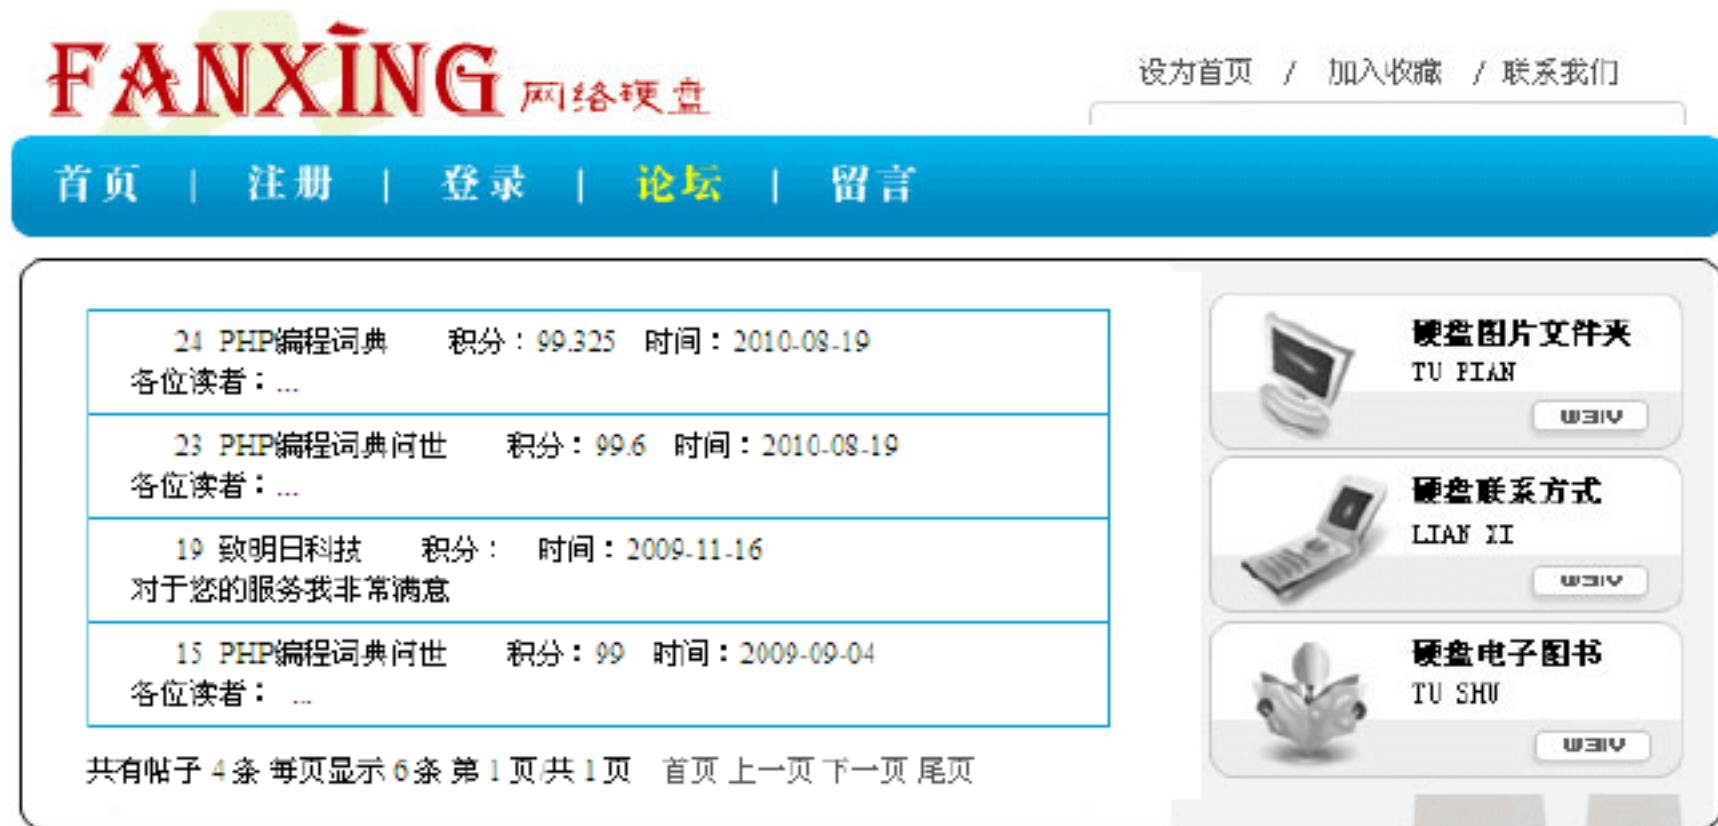 FANXING 网络硬盘
设为首页 / 加入收藏 / 联系我们
首页 | 注册 | 登录 | 论坛 | 留言
24 PHP编程词典 积分：99.325 时间：2010-08-19
各位读者：...
23 PHP编程词典问世 积分：99.6 时间：2010-08-19
各位读者：...
19 致明日科技 积分： 时间：2009-11-16
对于您的服务我非常满意
15 PHP编程词典问世 积分：99 时间：2009-09-04
各位读者： ...
共有帖子 4 条 每页显示 6 条 第 1 页/共 1 页 首页 上一页 下一页 尾页
硬盘图片文件夹
TU PIAN
VIEW
硬盘联系方式
LIAN XI
VIEW
硬盘电子图书
TU SHU
VIEW